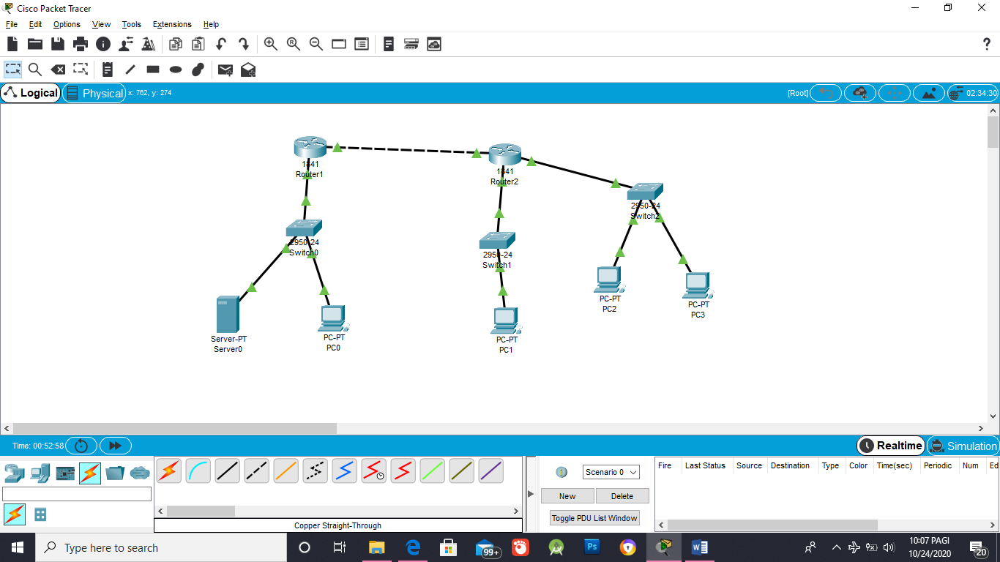 Cisco Packet Tracer
File Edit Options View Tools Extensions Help
Logical Physical x: 762, y: 274 [Root] 02:34:30
1841
Router1
1841
Router2
2950-24
Switch2
2950-24
Switch0
2950-24
Switch1
PC-PT
PC2
PC-PT
PC3
Server-PT
Server0
PC-PT
PC0
PC-PT
PC1
Time: 00:52:58 Realtime Simulation
Scenario 0
New Delete
Toggle PDU List Window
Fire Last Status Source Destination Type Color Time(sec) Periodic Num Ed
Copper Straight-Through
Type here to search
99+
Ps
10:07 PAGI
10/24/2020
20